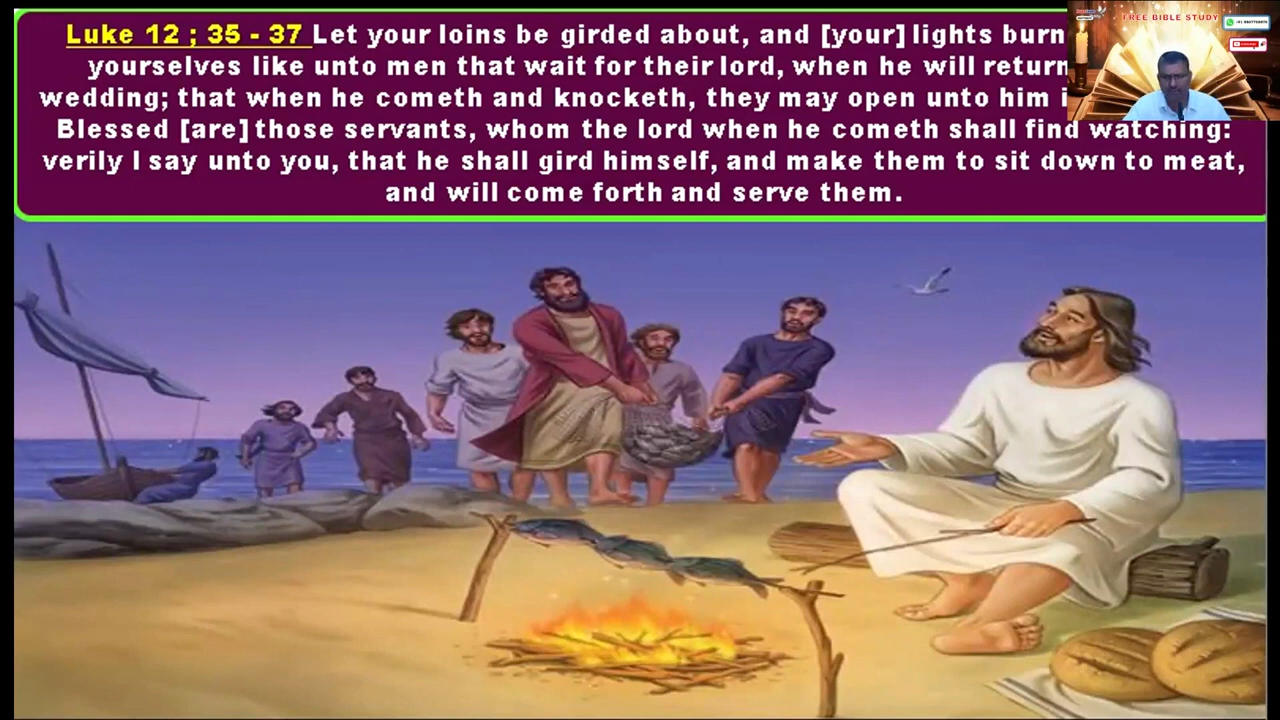 Luke 12 ; 35 - 37 Let your loins be girded about, and [your] lights burn
yourselves like unto men that wait for their lord, when he will return
wedding; that when he cometh and knocketh, they may open unto him i
Blessed [are] those servants, whom the lord when he cometh shall find watching:
verily I say unto you, that he shall gird himself, and make them to sit down to meat,
and will come forth and serve them.
FREE BIBLE STUDY